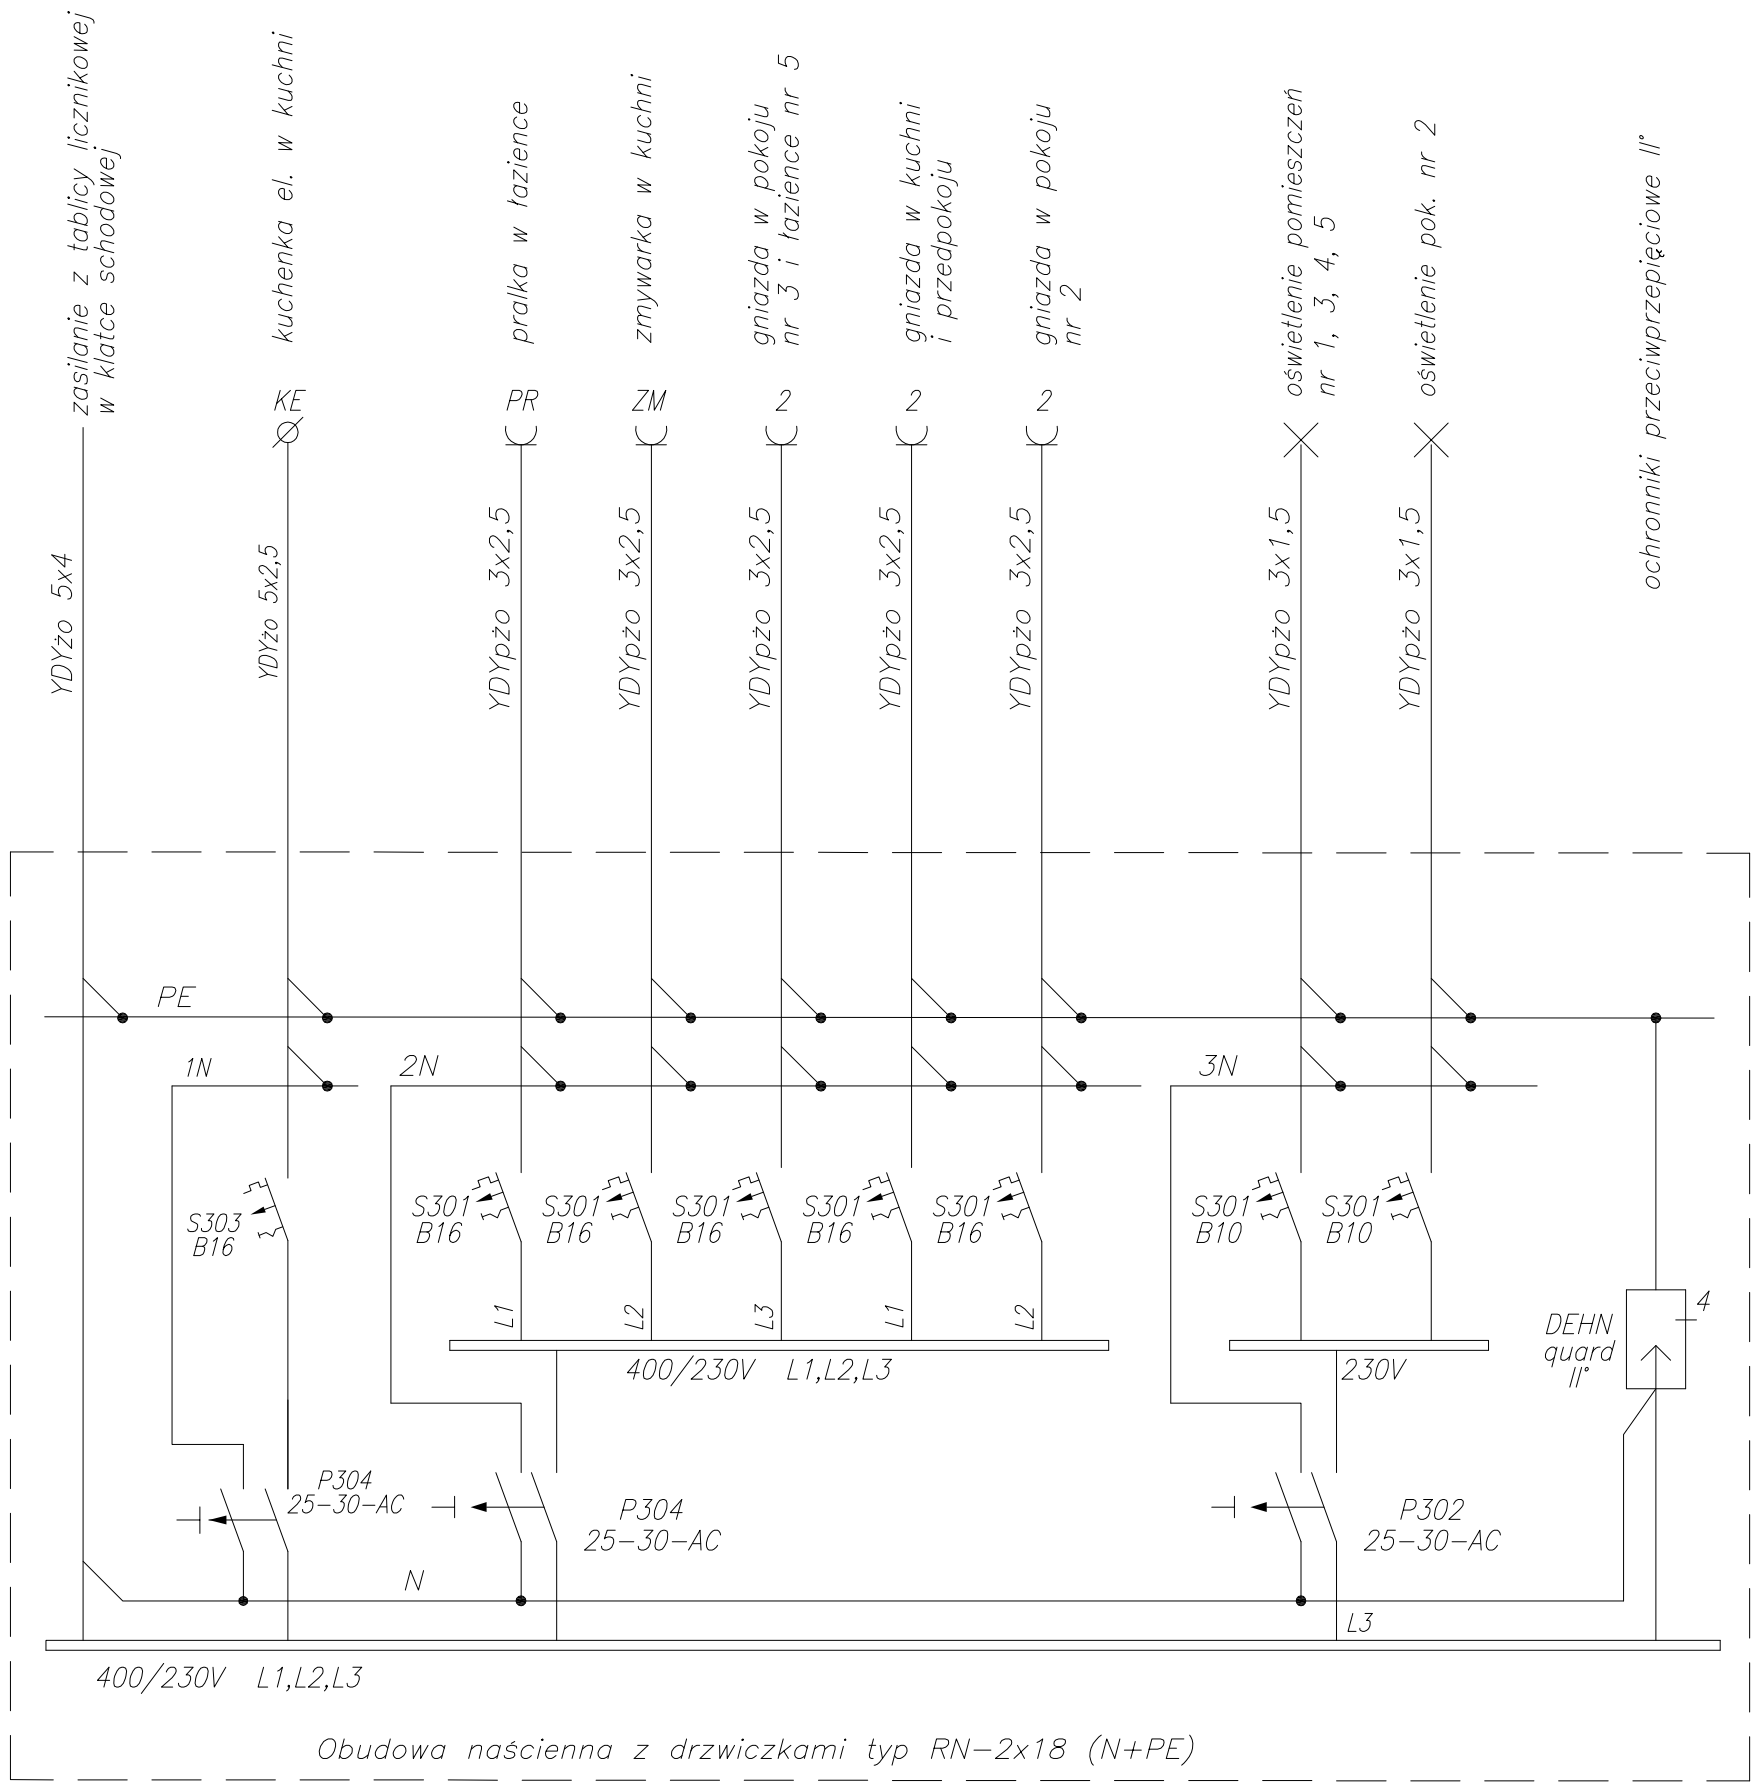 zasilanie z tablicy licznikowej
w klatce schodowej
kuchenka el. w kuchni
pralka w łazience
zmywarka w kuchni
gniazda w pokoju
nr 3 i łazience nr 5
gniazda w kuchni
i przedpokoju
gniazda w pokoju
nr 2
oświetlenie pomieszczeń
nr 1, 3, 4, 5
oświetlenie pok. nr 2
ochronniki przeciwprzepięciowe II°
KE
PR
ZM
2
2
2
YDYżo 5x4
YDYżo 5x2,5
YDYpżo 3x2,5
YDYpżo 3x2,5
YDYpżo 3x2,5
YDYpżo 3x2,5
YDYpżo 3x2,5
YDYpżo 3x1,5
YDYpżo 3x1,5
PE
1N
2N
3N
S303
B16
S301
B16
S301
B16
S301
B16
S301
B16
S301
B16
S301
B10
S301
B10
L1
L2
L3
L1
L2
400/230V L1,L2,L3
230V
DEHN
quard
II°
4
P304
25-30-AC
P304
25-30-AC
P302
25-30-AC
N
L3
400/230V L1,L2,L3
Obudowa naścienna z drzwiczkami typ RN-2x18 (N+PE)